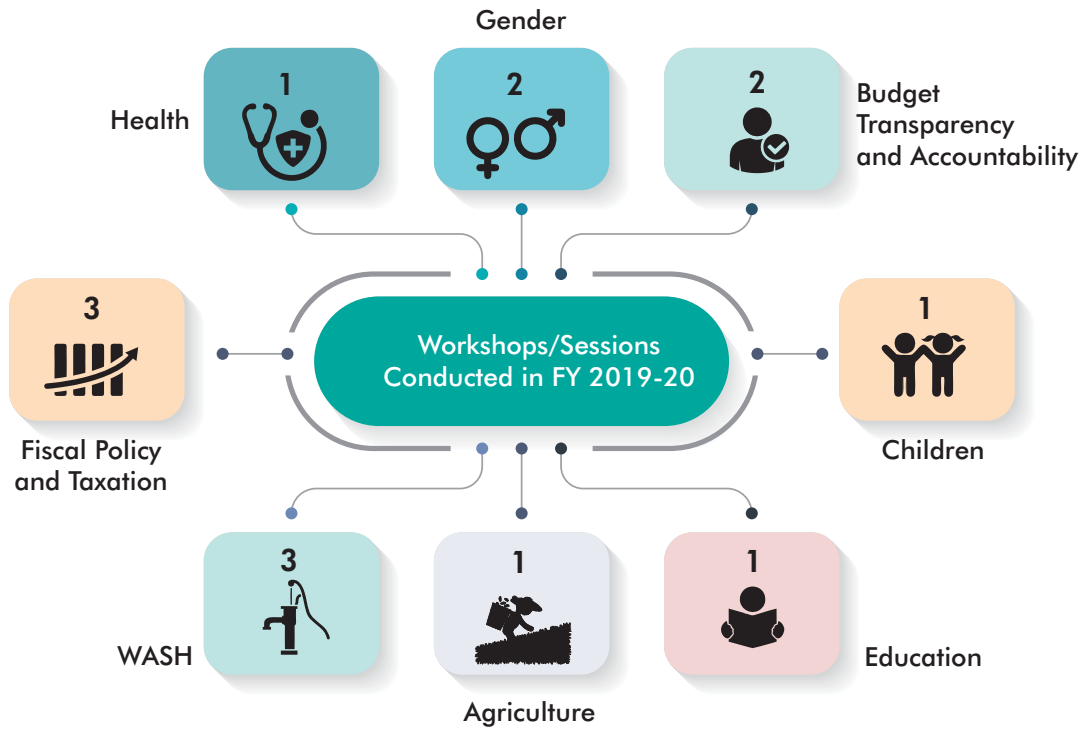 Gender
1
Health
2
2
Budget
Transparency
and Accountability
3
Fiscal Policy
and Taxation
Workshops/Sessions
Conducted in FY 2019-20
1
Children
3
WASH
1
Agriculture
1
Education